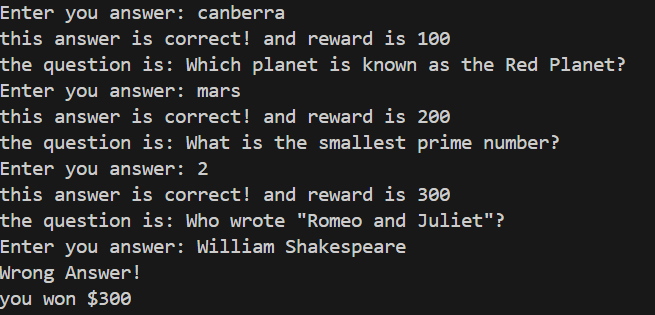 Enter you answer: canberra
this answer is correct! and reward is 100
the question is: Which planet is known as the Red Planet?
Enter you answer: mars
this answer is correct! and reward is 200
the question is: What is the smallest prime number?
Enter you answer: 2
this answer is correct! and reward is 300
the question is: Who wrote "Romeo and Juliet"?
Enter you answer: William Shakespeare
Wrong Answer!
you won $300